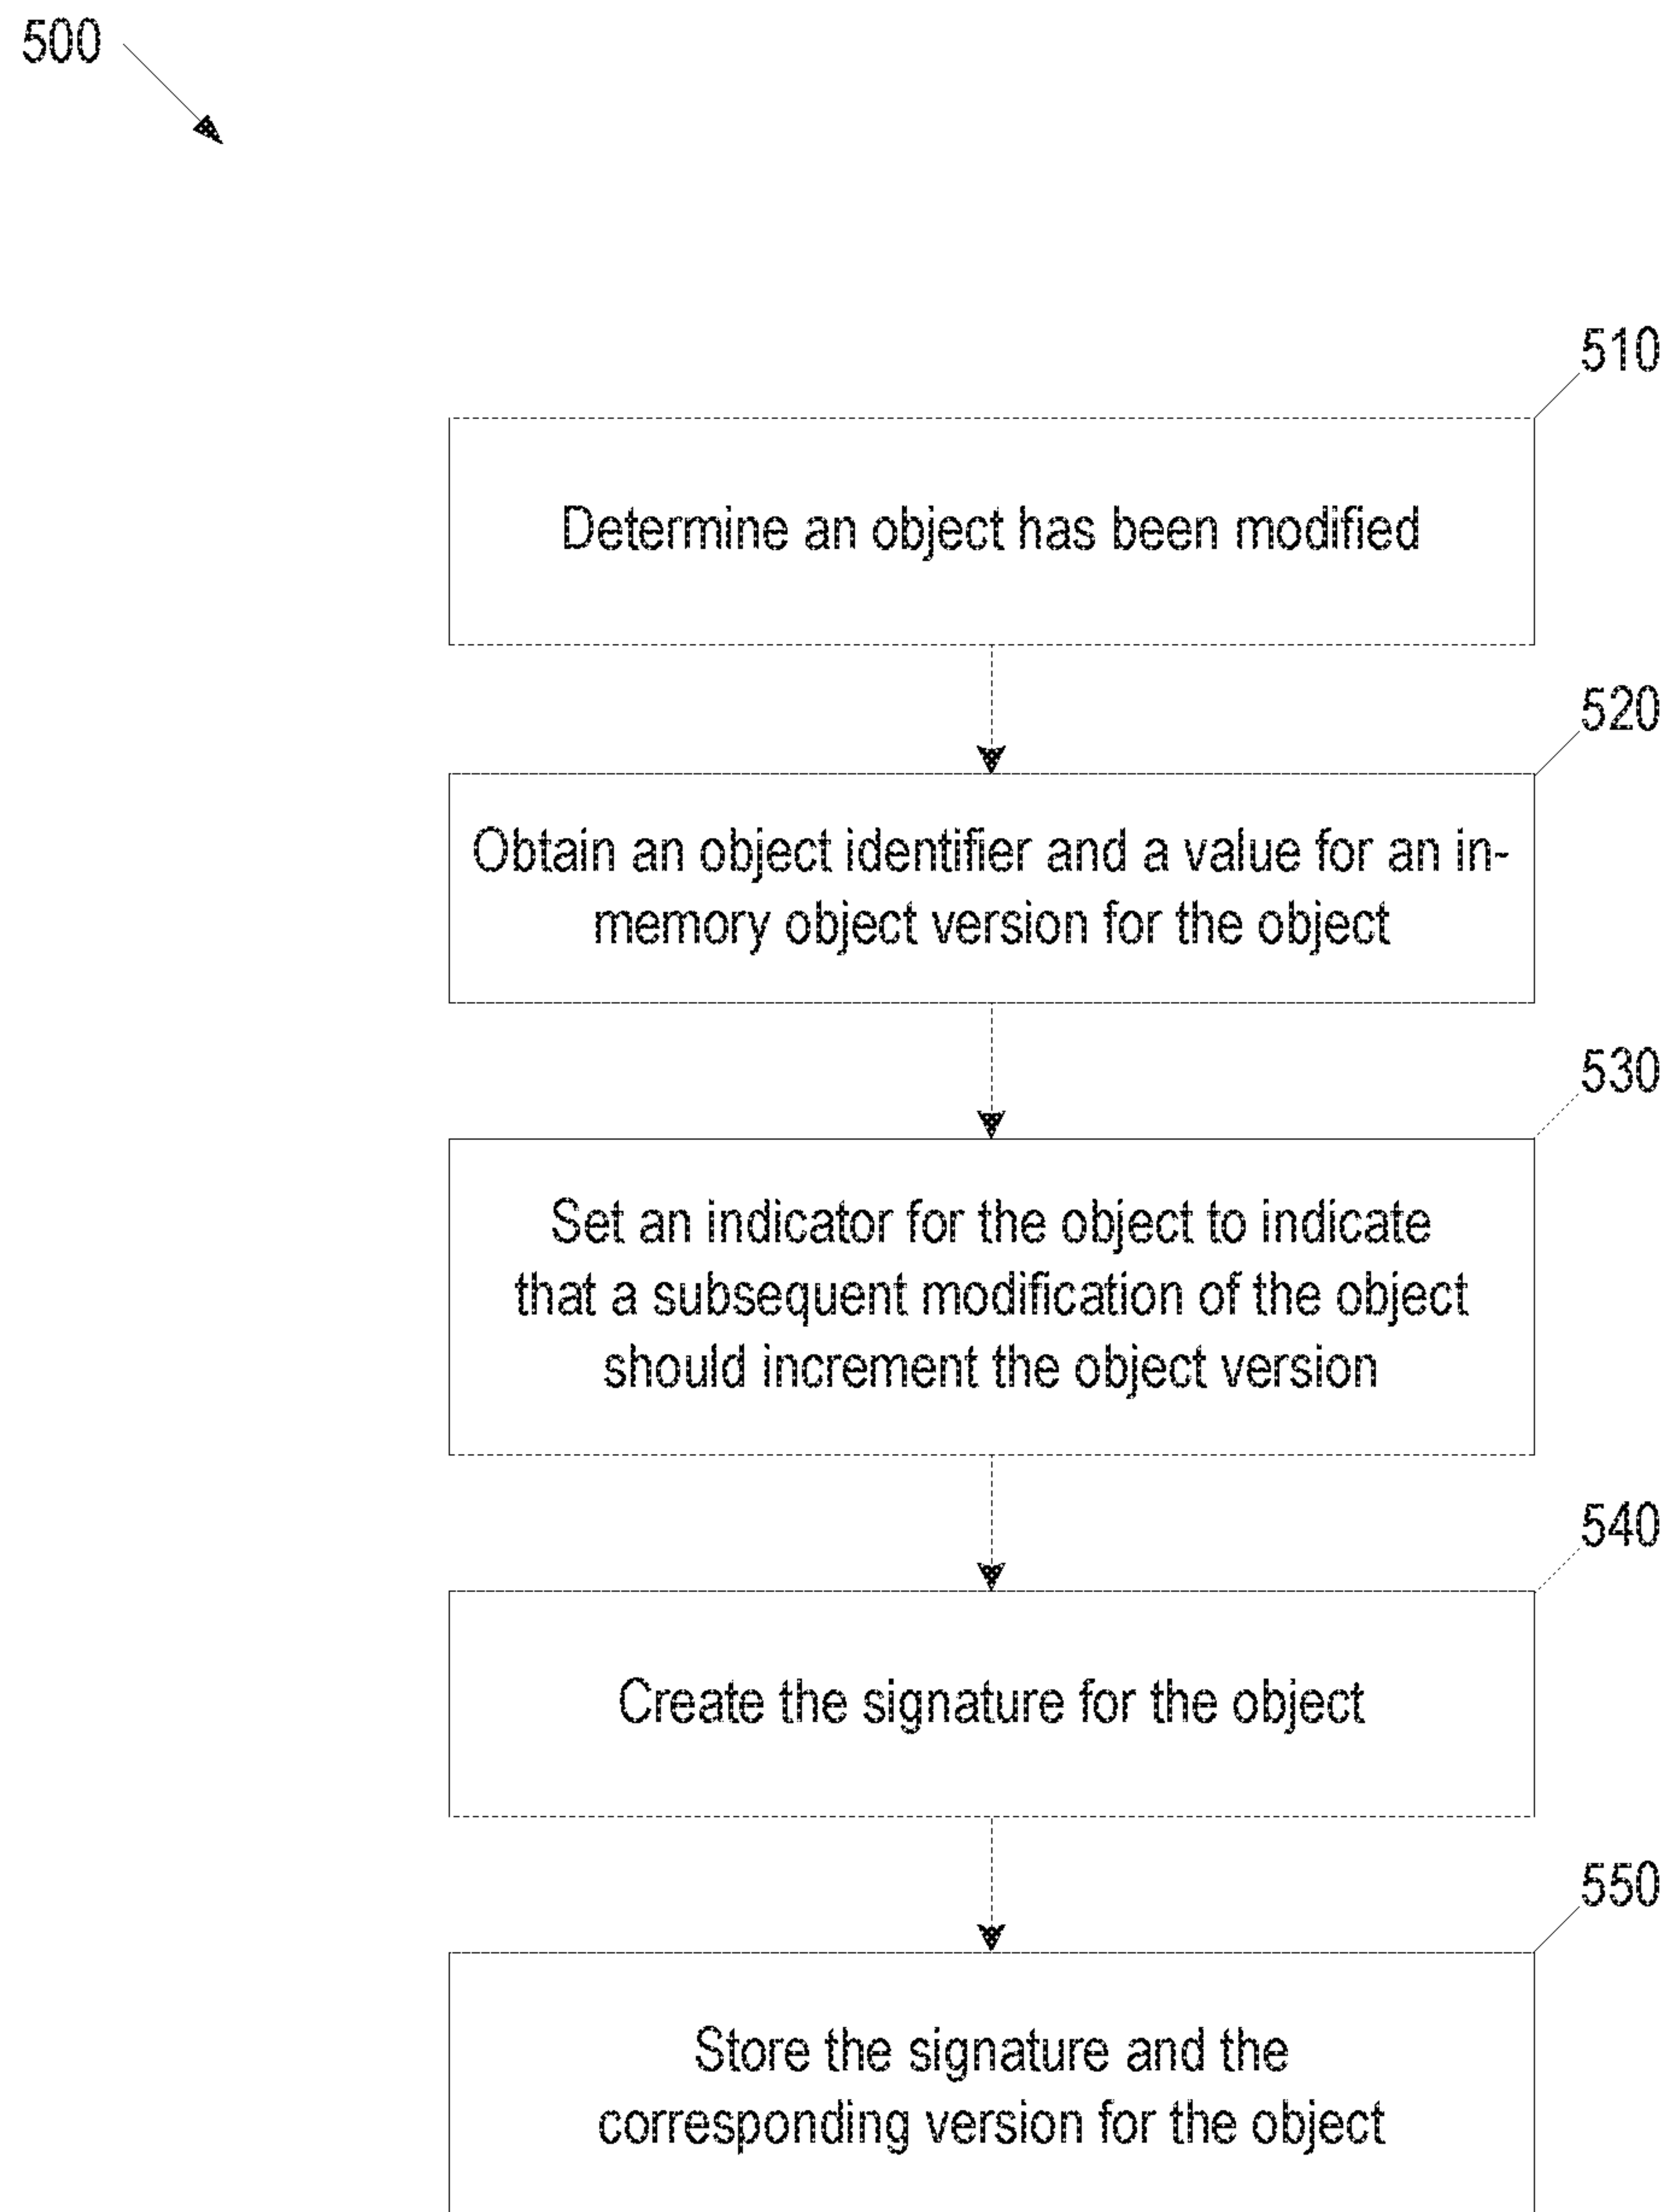 500
510
Determine an object has been modified
520
Obtain an object identifier and a value for an in-
memory object version for the object
530
Set an indicator for the object to indicate
that a subsequent modification of the object
should increment the object version
540
Create the signature for the object
550
Store the signature and the
corresponding version for the object